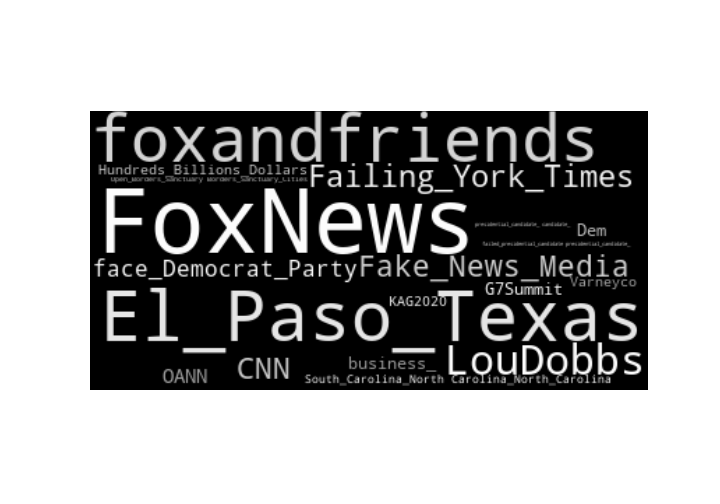 foxandfriends
Hundreds_Billions_Dollars
Failing_York_Times
Open_Borders_Sanctuary Borders_Sanctuary_Cities
FoxNews
presidential_candidate_ candidate_
Dem
failed_presidential_candidate presidential_candidate_
face_Democrat_Party
Fake_News_Media
G7Summit
Varneyco
El_Paso_Texas
KAG2020
LouDobbs
OANN
CNN
business_
South_Carolina_North Carolina_North_Carolina